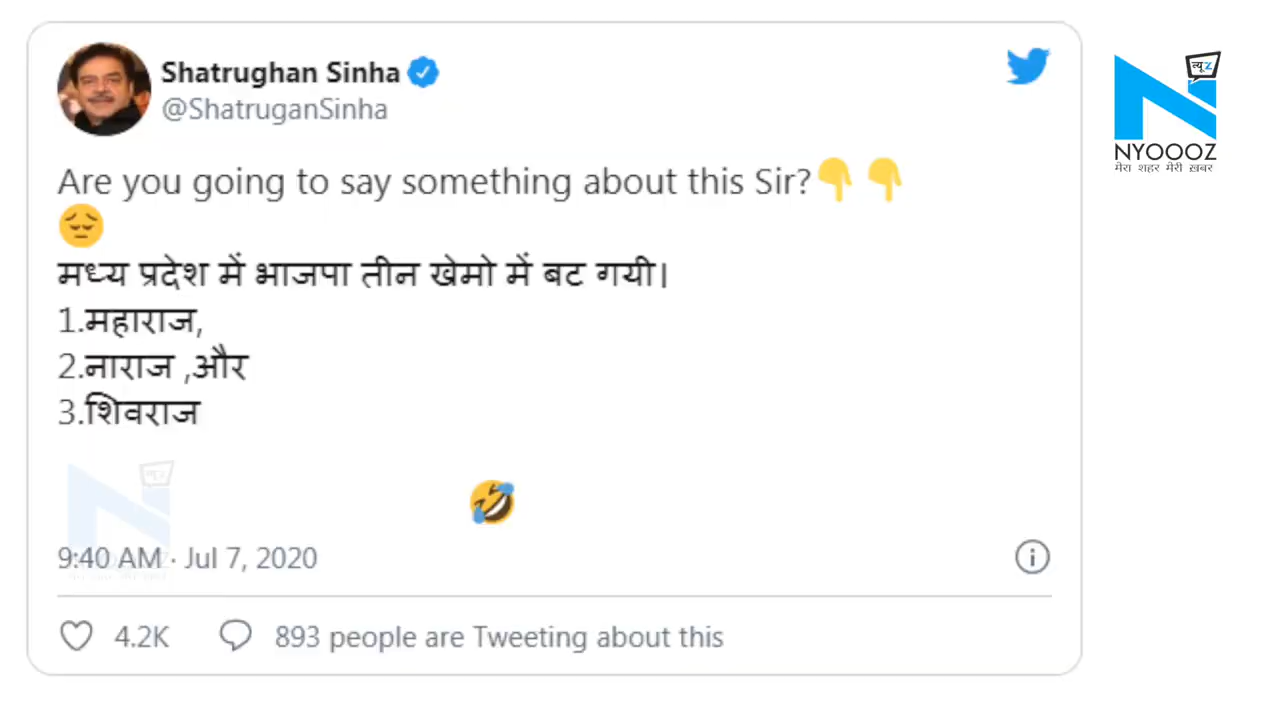 Shatrughan Sinha
@ShatruganSinha
Are you going to say something about this Sir?👇👇
😔
मध्य प्रदेश में भाजपा तीन खेमो में बट गयी।
1.महाराज,
2.नाराज ,और
3.शिवराज
🤣
9:40 AM · Jul 7, 2020
4.2K 893 people are Tweeting about this
न्यूz
NYOOOZ
मेरा शहर मेरी ख़बर